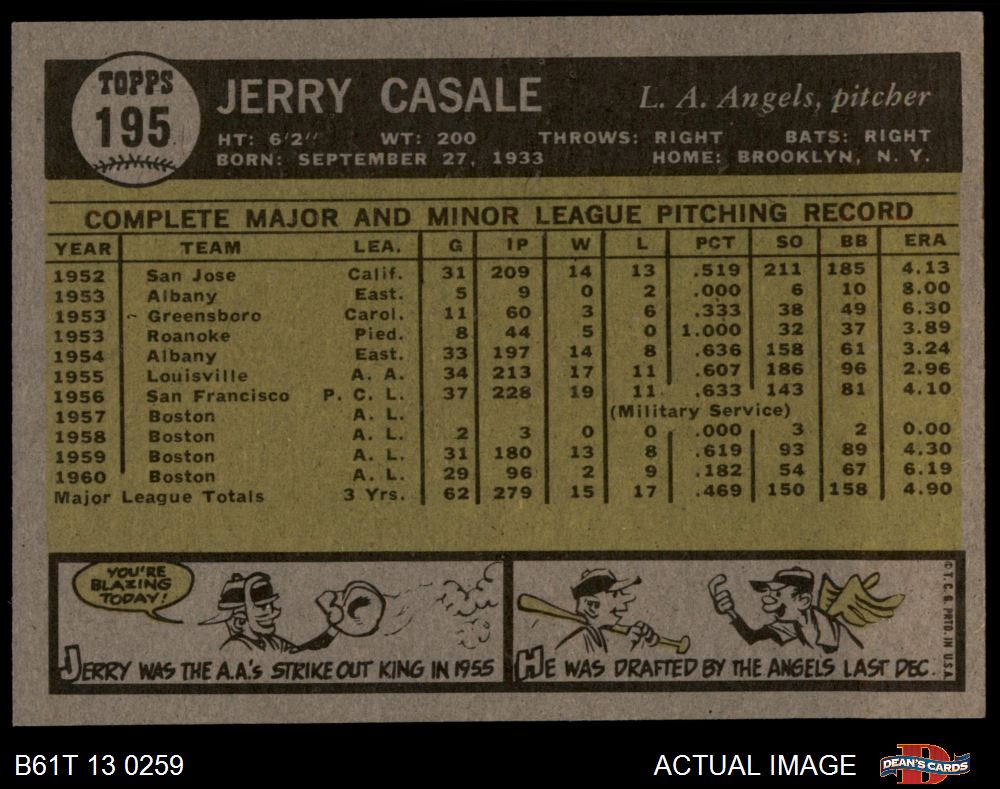 TOPPS
195
JERRY CASALE
L. A. Angels, pitcher
HT: 6'2" WT: 200 THROWS: RIGHT BATS: RIGHT
BORN: SEPTEMBER 27, 1933 HOME: BROOKLYN, N. Y.
COMPLETE MAJOR AND MINOR LEAGUE PITCHING RECORD
YEAR TEAM LEA. G IP W L PCT SO BB ERA
1952 San Jose Calif. 31 209 14 13 .519 211 185 4.13
1953 Albany East. 5 9 0 2 .000 6 10 8.00
1953 Greensboro Carol. 11 60 3 6 .333 38 49 6.30
1953 Roanoke Pied. 8 44 5 0 1.000 32 37 3.89
1954 Albany East. 33 197 14 8 .636 158 61 3.24
1955 Louisville A. A. 34 213 17 11 .607 186 96 2.96
1956 San Francisco P. C. L. 37 228 19 11 .633 143 81 4.10
1957 Boston A. L. (Military Service)
1958 Boston A. L. 2 3 0 0 .000 3 2 0.00
1959 Boston A. L. 31 180 13 8 .619 93 89 4.30
1960 Boston A. L. 29 96 2 9 .182 54 67 6.19
Major League Totals 3 Yrs. 62 279 15 17 .469 150 158 4.90
YOU'RE
BLAZING
TODAY!
JERRY WAS THE A.A.'S STRIKE OUT KING IN 1955
HE WAS DRAFTED BY THE ANGELS LAST DEC.
© T. C. G. PRTD. IN U.S.A.
B61T 13 0259
ACTUAL IMAGE
DEAN'S CARDS